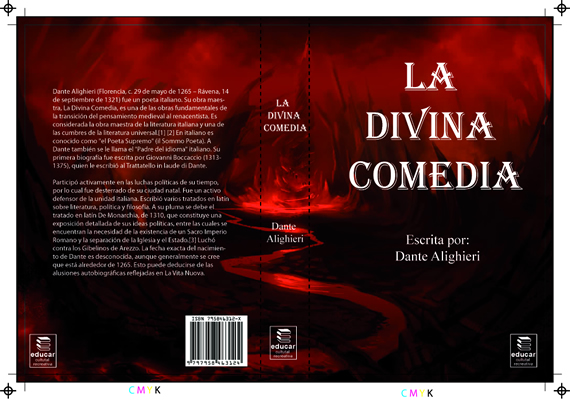 Dante Alighieri (Florencia, c. 29 de mayo de 1265 – Rávena, 14
de septiembre de 1321) fue un poeta italiano. Su obra maes-
tra, La Divina Comedia, es una de las obras fundamentales de
la transición del pensamiento medieval al renacentista. Es
considerada la obra maestra de la literatura italiana y una de
las cumbres de la literatura universal.[1] [2] En italiano es
conocido como "el Poeta Supremo" (il Sommo Poeta). A
Dante también se le llama el "Padre del idioma" italiano. Su
primera biografía fue escrita por Giovanni Boccaccio (1313-
1375), quien le escribió al Trattatello in laude di Dante.
Participó activamente en las luchas políticas de su tiempo,
por lo cual fue desterrado de su ciudad natal. Fue un activo
defensor de la unidad italiana. Escribió varios tratados en latín
sobre literatura, política y filosofía. A su pluma se debe el
tratado en latín De Monarchia, de 1310, que constituye una
exposición detallada de sus ideas políticas, entre las cuales se
encuentran la necesidad de la existencia de un Sacro Imperio
Romano y la separación de la Iglesia y el Estado.[3] Luchó
contra los Gibelinos de Arezzo. La fecha exacta del nacimien-
to de Dante es desconocida, aunque generalmente se cree
que está alrededor de 1265. Esto puede deducirse de las
alusiones autobiográficas reflejadas en La Vita Nuova.
educar
cultural
recreativa
ISBN 795846312-X
9 797958 463124
LA
DIVINA
COMEDIA
Dante
Alighieri
educar
cultural
recreativa
LA
DIVINA
COMEDIA
Escrita por:
Dante Alighieri
educar
cultural
recreativa
C M Y K
C M Y K